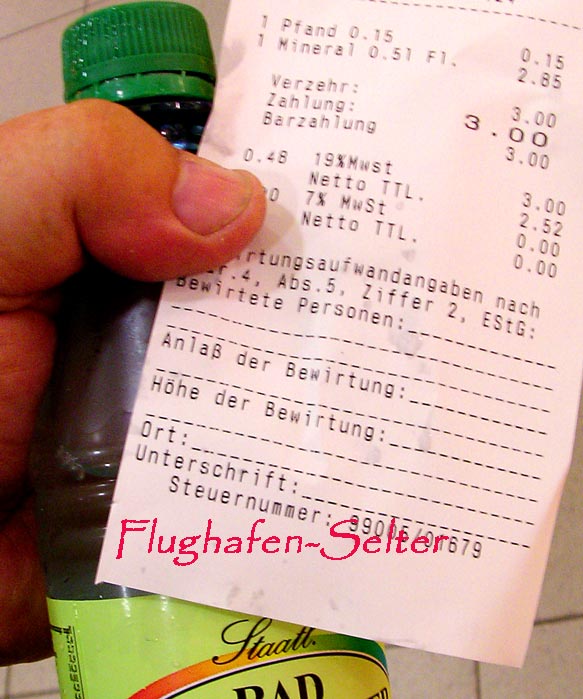 1 Pfand 0.15 0.15
1 Mineral 0.51 Fl. 2.85
Verzehr: 3.00
Zahlung: 3.00
Barzahlung 3.00
0.48 19%Mwst 3.00
Netto TTL. 2.52
7% MwSt 0.00
Netto TTL. 0.00
Abs.5, Ziffer 2, EStG:
Bewirtete Personen:
Anlaß der Bewirtung:
Höhe der Bewirtung:
Ort:
Unterschrift:
Steuernummer:
Flughafen-Selter
Staatl.
BAD